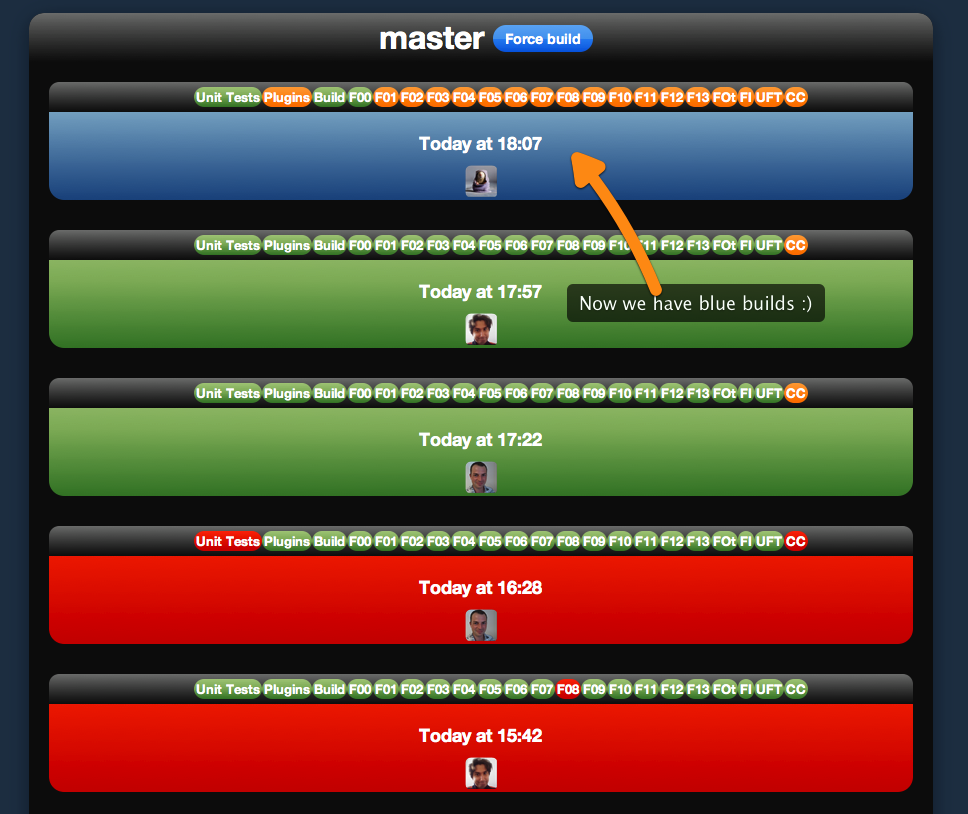 master Force build
Unit Tests Plugins Build F00 F01 F02 F03 F04 F05 F06 F07 F08 F09 F10 F11 F12 F13 FOt FI UFT CC
Today at 18:07
Unit Tests Plugins Build F00 F01 F02 F03 F04 F05 F06 F07 F08 F09 F10 F11 F12 F13 FOt FI UFT CC
Today at 17:57
Now we have blue builds :)
Unit Tests Plugins Build F00 F01 F02 F03 F04 F05 F06 F07 F08 F09 F10 F11 F12 F13 FOt FI UFT CC
Today at 17:22
Unit Tests Plugins Build F00 F01 F02 F03 F04 F05 F06 F07 F08 F09 F10 F11 F12 F13 FOt FI UFT CC
Today at 16:28
Unit Tests Plugins Build F00 F01 F02 F03 F04 F05 F06 F07 F08 F09 F10 F11 F12 F13 FOt FI UFT CC
Today at 15:42